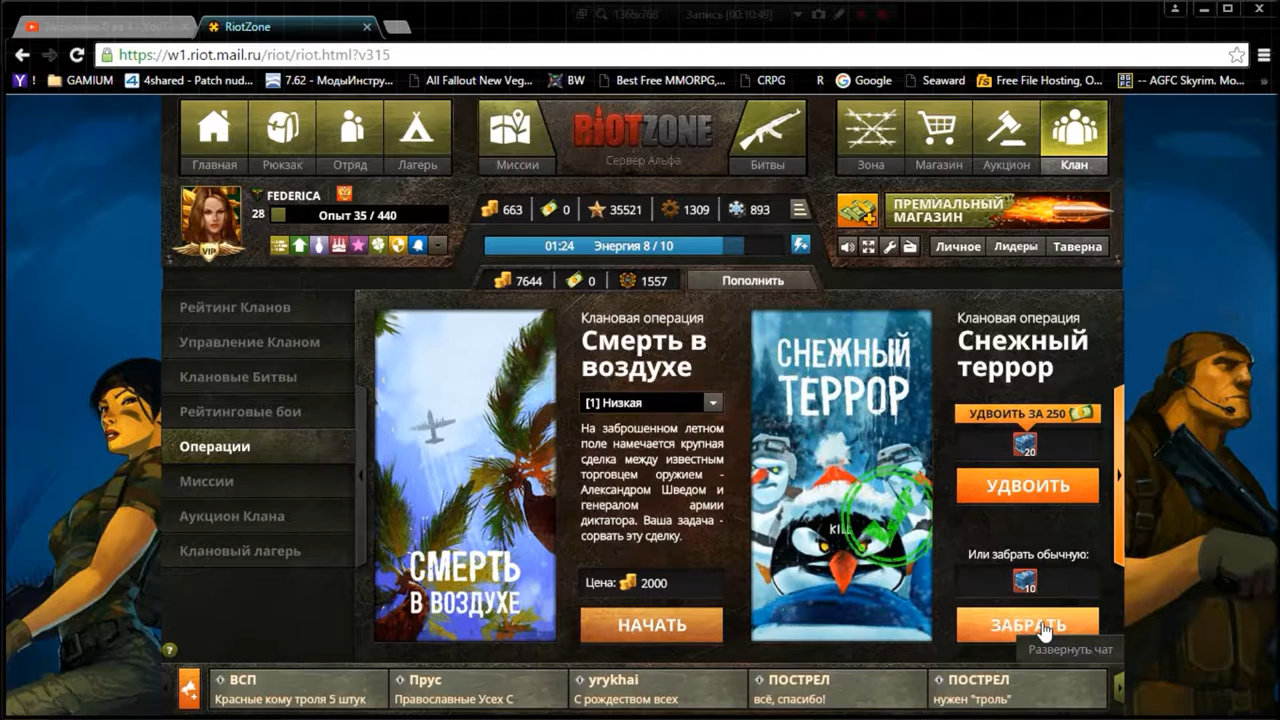 1366x768
Запись [00:10:49]
RiotZone
https://w1.riot.mail.ru/riot/riot.html?v315
Y ! GAMIUM 4shared - Patch nud... 7.62 - МодыИнстру... All Fallout New Veg... BW Best Free MMORPG,... CRPG R Google Seaward Free File Hosting, O... -- AGFC Skyrim. Mo...
RIOTZONE
Сервер Альфа
Главная Рюкзак Отряд Лагерь Миссии Битвы Зона Магазин Аукцион Клан
FEDERICA
28 Опыт 35 / 440
VIP
663 0 35521 1309 893
01:24 Энергия 8 / 10
ПРЕМИАЛЬНЫЙ
МАГАЗИН
Личное Лидеры Таверна
7644 0 1557 Пополнить
Рейтинг Кланов
Управление Кланом
Клановые Битвы
Рейтинговые бои
Операции
Миссии
Аукцион Клана
Клановый лагерь
СМЕРТЬ
В ВОЗДУХЕ
Клановая операция
Смерть в
воздухе
[1] Низкая
На заброшенном летном
поле намечается крупная
сделка между известным
торговцем оружием -
Александром Шведом и
генералом армии
диктатора. Ваша задача -
сорвать эту сделку.
Цена: 2000
НАЧАТЬ
СНЕЖНЫЙ
ТЕРРОР
Клановая операция
Снежный
террор
УДВОИТЬ ЗА 250
20
УДВОИТЬ
Или забрать обычную:
10
ЗАБРАТЬ
Развернуть чат
?
ВСП
Красные кому троля 5 штук
Прус
Православные Усех С
yrykhai
С рождеством всех
ПОСТРЕЛ
всё, спасибо!
ПОСТРЕЛ
нужен "троль"